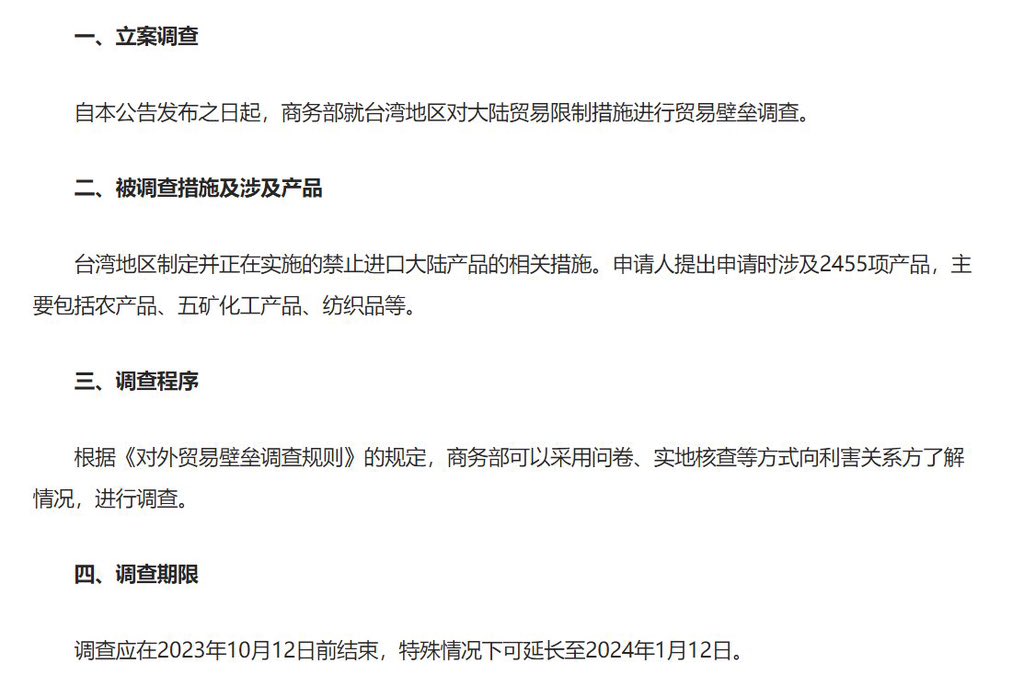 一、立案调查
自本公告发布之日起，商务部就台湾地区对大陆贸易限制措施进行贸易壁垒调查。
二、被调查措施及涉及产品
台湾地区制定并正在实施的禁止进口大陆产品的相关措施。申请人提出申请时涉及2455项产品，主
要包括农产品、五矿化工产品、纺织品等。
三、调查程序
根据《对外贸易壁垒调查规则》的规定，商务部可以采用问卷、实地核查等方式向利害关系方了解
情况，进行调查。
四、调查期限
调查应在2023年10月12日前结束，特殊情况下可延长至2024年1月12日。